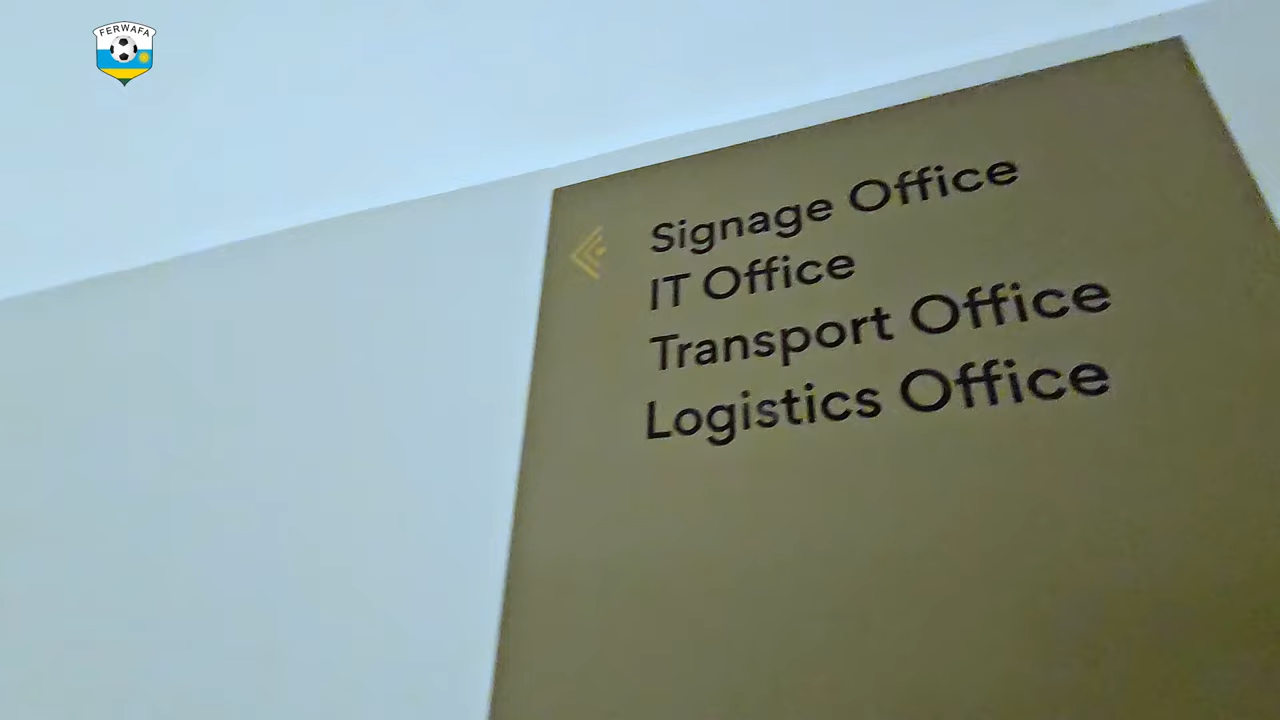 FERWAFA
Signage Office
IT Office
Transport Office
Logistics Office